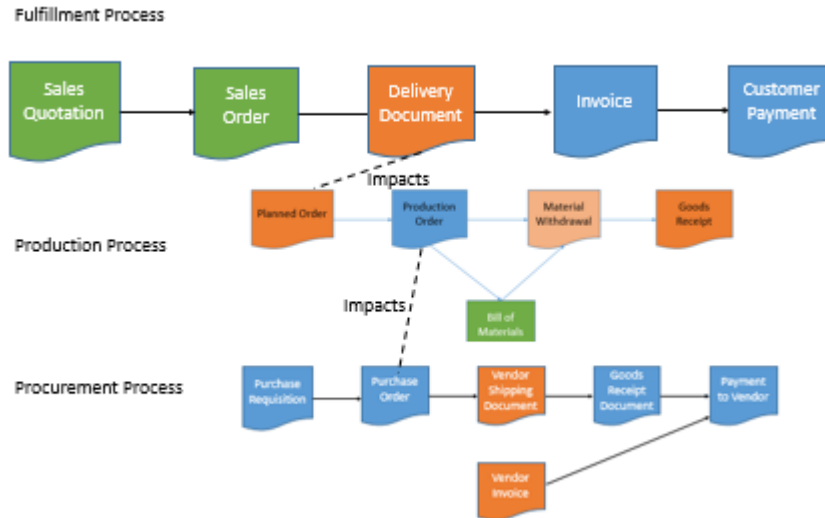 Fulfillment Process
Sales
Quotation
Sales
Order
Delivery
Document
Invoice
Customer
Payment
Impacts
Planned Order
Production
Order
Material
Withdrawal
Goods
Receipt
Production Process
Impacts
Bill of
Materials
Procurement Process
Purchase
Requisition
Purchase
Order
Vendor
Shipping
Document
Goods
Receipt
Document
Payment
to Vendor
Vendor
Invoice